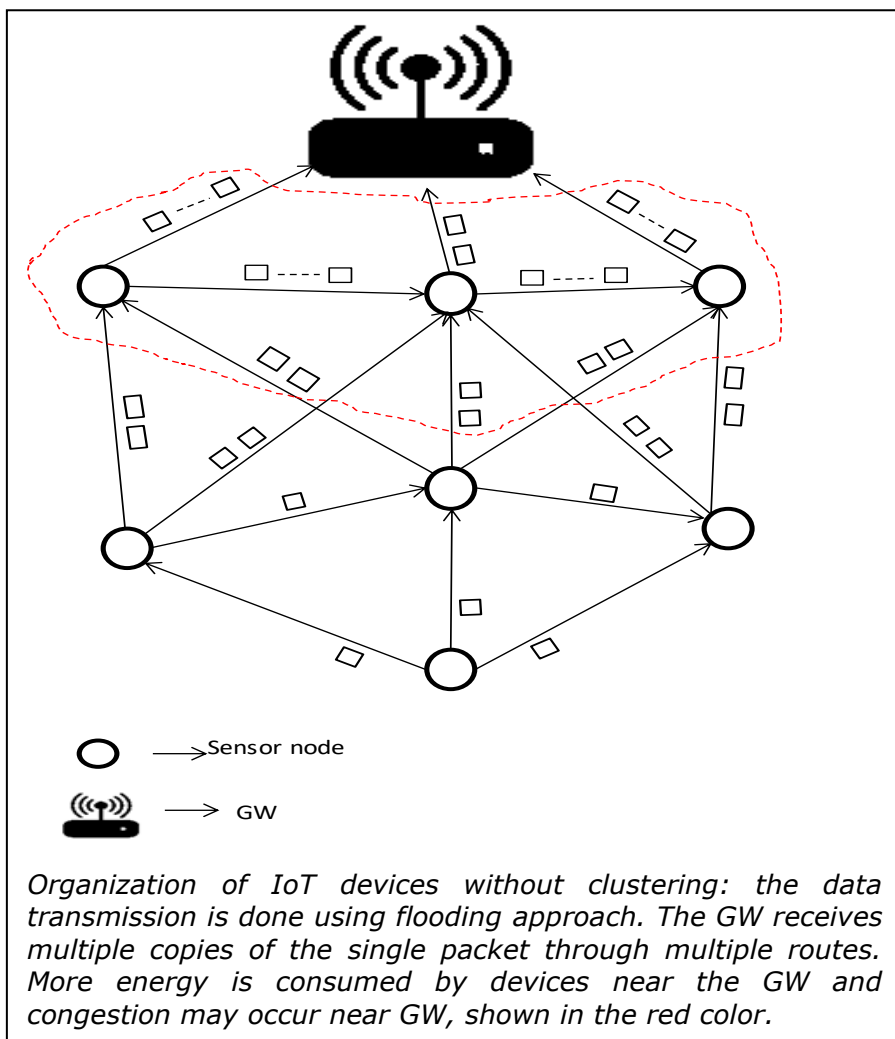 Sensor node
GW
Organization of IoT devices without clustering: the data
transmission is done using flooding approach. The GW receives
multiple copies of the single packet through multiple routes.
More energy is consumed by devices near the GW and
congestion may occur near GW, shown in the red color.